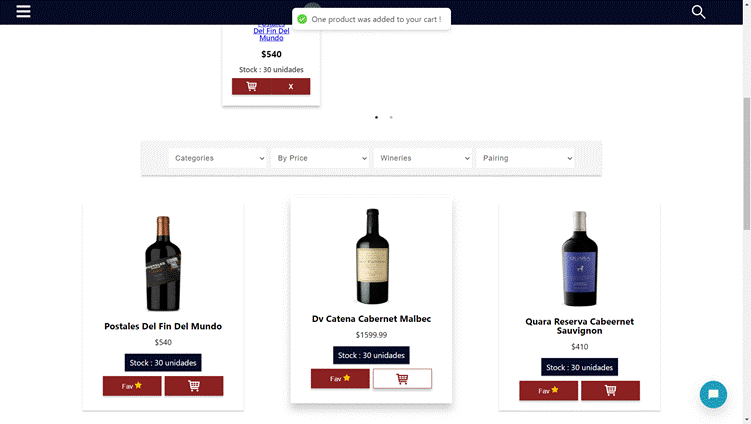 One product was added to your cart !
Postales
Del Fin Del
Mundo
$540
Stock : 30 unidades
X
Categories
By Price
Wineries
Pairing
Postales Del Fin Del Mundo
$540
Stock : 30 unidades
Fav
Dv Catena Cabernet Malbec
$1599.99
Stock : 30 unidades
Fav
Quara Reserva Cabeernet
Sauvignon
$410
Stock : 30 unidades
Fav